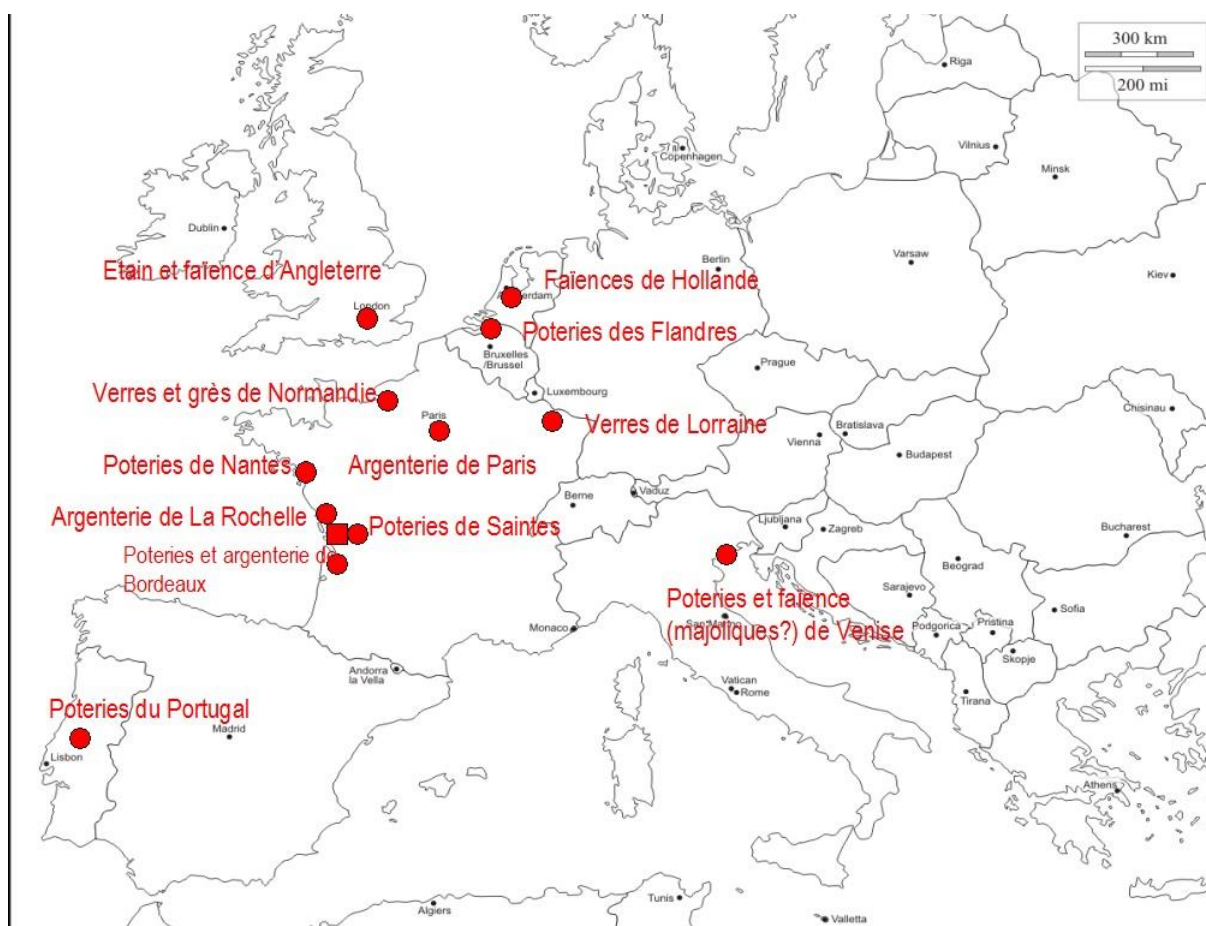 300 km
200 mi
Riga
Vilnius
Copenhagen
Minsk
Dublin
Berlin
Varsaw
Kiev
Etain et faïence d'Angleterre
Faïences de Hollande
Amsterdam
London
Poteries des Flandres
Bruxelles
/Brussel
Prague
Luxembourg
Verres et grès de Normandie
Paris
Verres de Lorraine
Chisinau
Vienna
Bratislava
Budapest
Poteries de Nantes
Argenterie de Paris
Berne
Vaduz
Argenterie de La Rochelle
Poteries de Saintes
Ljubljana
Zagreb
Bucharest
Poteries et argenterie de
Bordeaux
Beograd
Sarajevo
Poteries et faïence
(majoliques?) de Venise
San Marino
Monaco
Sofia
Podgorica
Pristina
Skopje
Andorra
la Vella
Vatican
Rome
Tirana
Poteries du Portugal
Madrid
Lisbon
Athens
Algiers
Tunis
Valletta